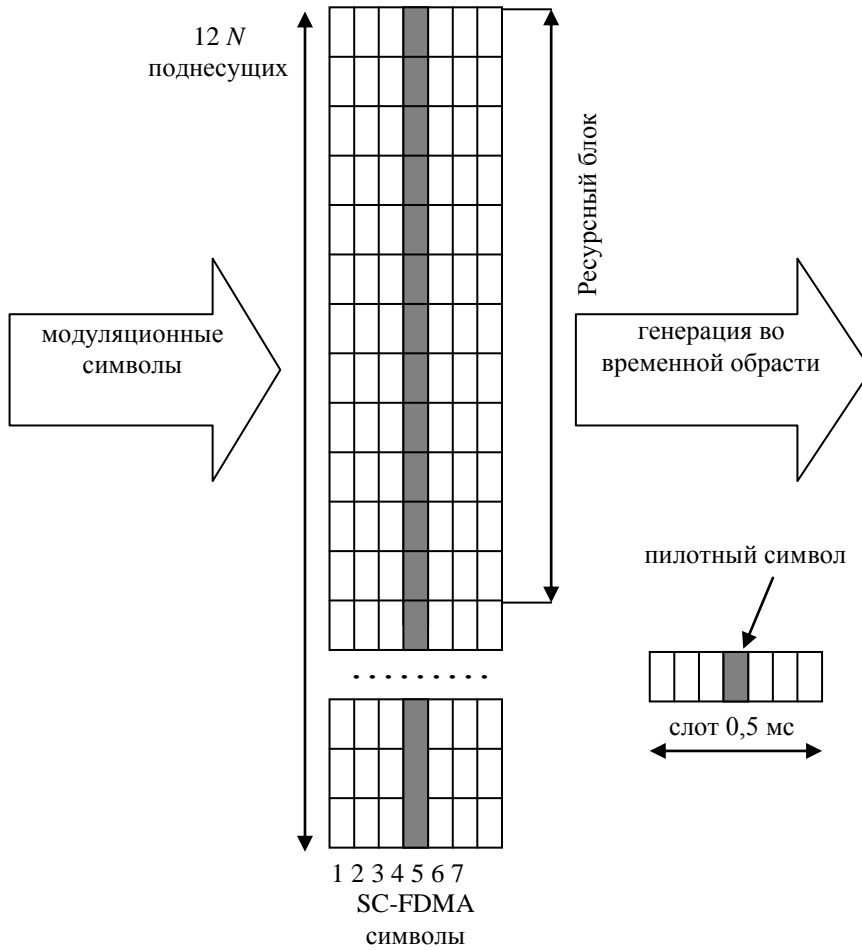 12 N
поднесущих
Ресурсный блок
модуляционные
символы
генерация во
временной обрасти
пилотный символ
слот 0,5 мс
1 2 3 4 5 6 7
SC-FDMA
символы